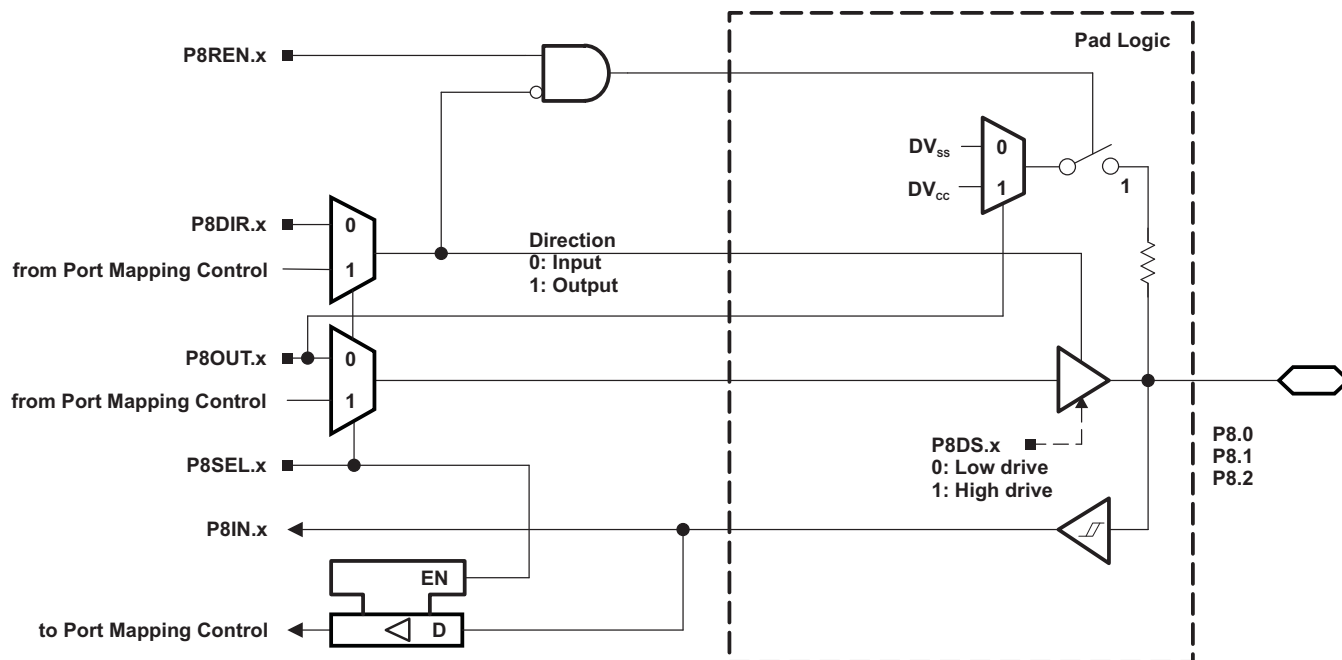 Pad Logic
P8REN.x
DVSS
0
DVCC
1
1
P8DIR.x
0
from Port Mapping Control
1
Direction
0: Input
1: Output
P8OUT.x
0
from Port Mapping Control
1
P8SEL.x
P8DS.x
0: Low drive
1: High drive
P8.0
P8.1
P8.2
P8IN.x
EN
to Port Mapping Control
D